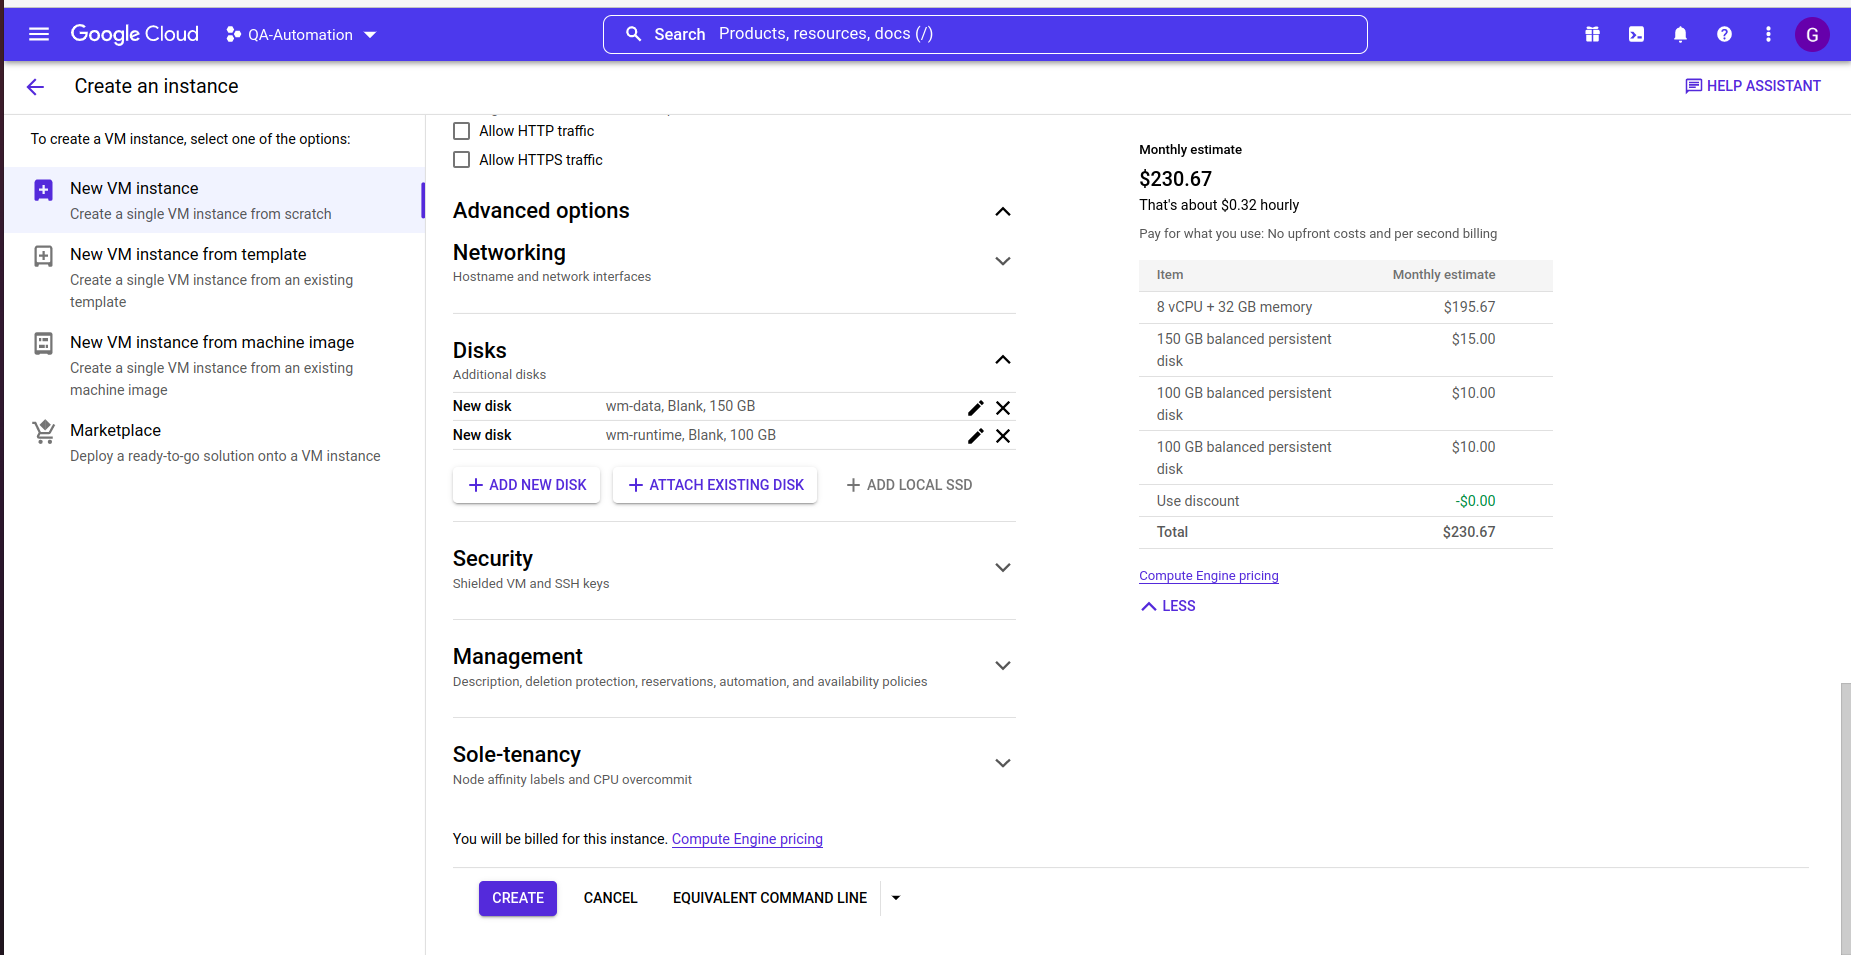 Google Cloud
QA-Automation
Search Products, resources, docs (/)
G
Create an instance
HELP ASSISTANT
To create a VM instance, select one of the options:
New VM instance
Create a single VM instance from scratch
New VM instance from template
Create a single VM instance from an existing
template
New VM instance from machine image
Create a single VM instance from an existing
machine image
Marketplace
Deploy a ready-to-go solution onto a VM instance
Allow HTTP traffic
Allow HTTPS traffic
Advanced options
Networking
Hostname and network interfaces
Disks
Additional disks
New disk wm-data, Blank, 150 GB
New disk wm-runtime, Blank, 100 GB
ADD NEW DISK ATTACH EXISTING DISK ADD LOCAL SSD
Security
Shielded VM and SSH keys
Management
Description, deletion protection, reservations, automation, and availability policies
Sole-tenancy
Node affinity labels and CPU overcommit
You will be billed for this instance. Compute Engine pricing
CREATE CANCEL EQUIVALENT COMMAND LINE
Monthly estimate
$230.67
That's about $0.32 hourly
Pay for what you use: No upfront costs and per second billing
Item Monthly estimate
8 vCPU + 32 GB memory $195.67
150 GB balanced persistent $15.00
disk
100 GB balanced persistent $10.00
disk
100 GB balanced persistent $10.00
disk
Use discount -$0.00
Total $230.67
Compute Engine pricing
LESS